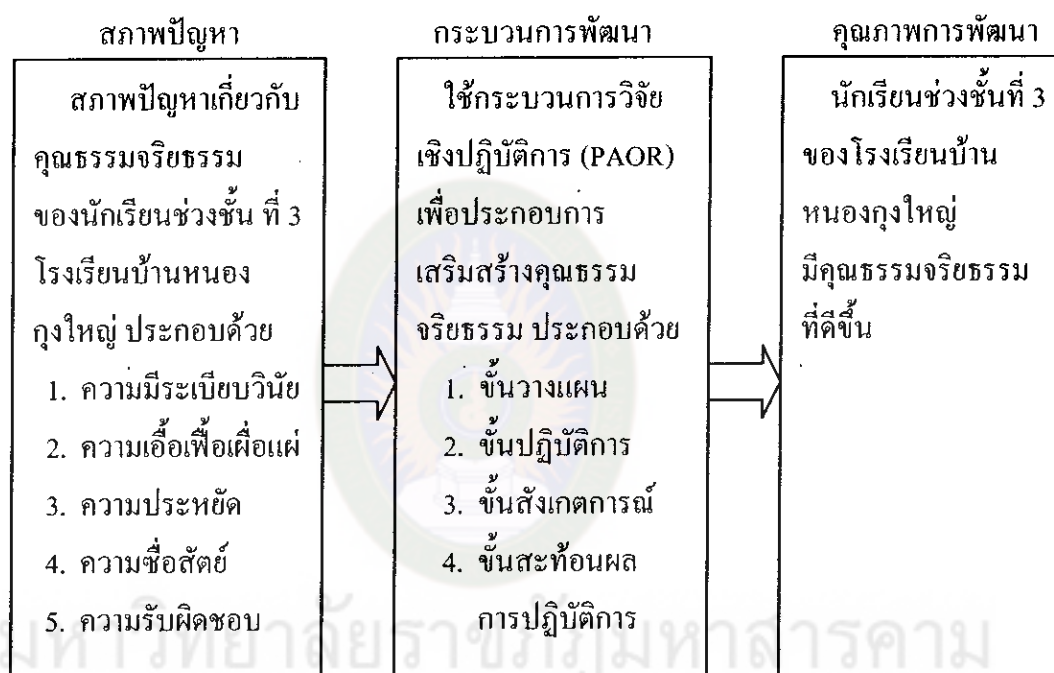 สภาพปัญหา
สภาพปัญหาเกี่ยวกับ
คุณธรรมจริยธรรม
ของนักเรียนช่วงชั้น ที่ 3
โรงเรียนบ้านหนอง
กุงใหญ่ ประกอบด้วย
1. ความมีระเบียบวินัย
2. ความเอื้อเฟื้อเผื่อแผ่
3. ความประหยัด
4. ความซื่อสัตย์
5. ความรับผิดชอบ
กระบวนการพัฒนา
ใช้กระบวนการวิจัย
เชิงปฏิบัติการ (PAOR)
เพื่อประกอบการ
เสริมสร้างคุณธรรม
จริยธรรม ประกอบด้วย
1. ขั้นวางแผน
2. ขั้นปฏิบัติการ
3. ขั้นสังเกตการณ์
4. ขั้นสะท้อนผล
การปฏิบัติการ
คุณภาพการพัฒนา
นักเรียนช่วงชั้นที่ 3
ของโรงเรียนบ้าน
หนองกุงใหญ่
มีคุณธรรมจริยธรรม
ที่ดีขึ้น
มหาวิทยาลัยราชภัฏมหาสารคาม